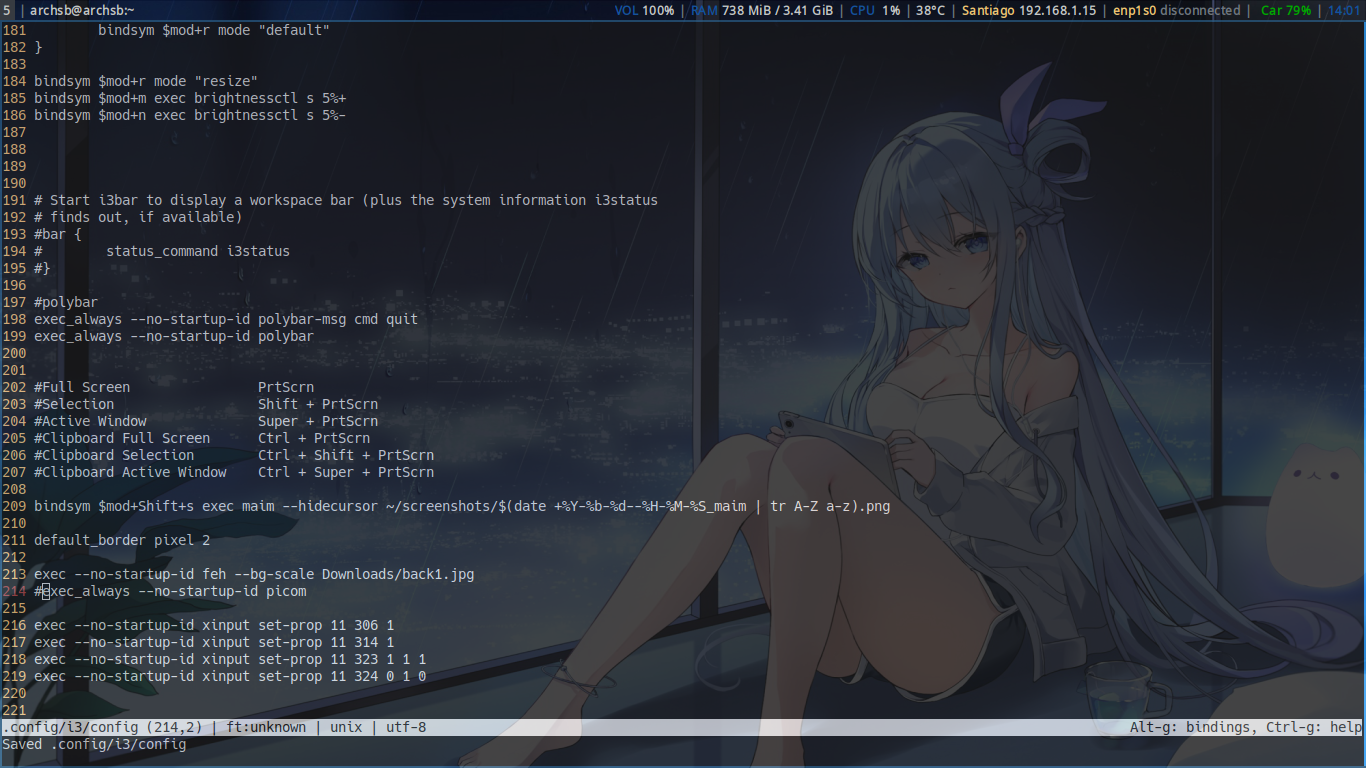 5 | archsb@archsb:~ VOL 100% | RAM 738 MiB / 3.41 GiB | CPU 1% | 38°C | Santiago 192.168.1.15 | enp1s0 disconnected | Car 79% | 14:01
181         bindsym $mod+r mode "default"
182 }
183
184 bindsym $mod+r mode "resize"
185 bindsym $mod+m exec brightnessctl s 5%+
186 bindsym $mod+n exec brightnessctl s 5%-
187
188
189
190
191 # Start i3bar to display a workspace bar (plus the system information i3status
192 # finds out, if available)
193 #bar {
194 #        status_command i3status
195 #}
196
197 #polybar
198 exec_always --no-startup-id polybar-msg cmd quit
199 exec_always --no-startup-id polybar
200
201
202 #Full Screen                PrtScrn
203 #Selection                  Shift + PrtScrn
204 #Active Window              Super + PrtScrn
205 #Clipboard Full Screen      Ctrl + PrtScrn
206 #Clipboard Selection        Ctrl + Shift + PrtScrn
207 #Clipboard Active Window    Ctrl + Super + PrtScrn
208
209 bindsym $mod+Shift+s exec maim --hidecursor ~/screenshots/$(date +%Y-%b-%d--%H-%M-%S_maim | tr A-Z a-z).png
210
211 default_border pixel 2
212
213 exec --no-startup-id feh --bg-scale Downloads/back1.jpg
214 #exec_always --no-startup-id picom
215
216 exec --no-startup-id xinput set-prop 11 306 1
217 exec --no-startup-id xinput set-prop 11 314 1
218 exec --no-startup-id xinput set-prop 11 323 1 1 1
219 exec --no-startup-id xinput set-prop 11 324 0 1 0
220
221
.config/i3/config (214,2) | ft:unknown | unix | utf-8 Alt-g: bindings, Ctrl-g: help
Saved .config/i3/config